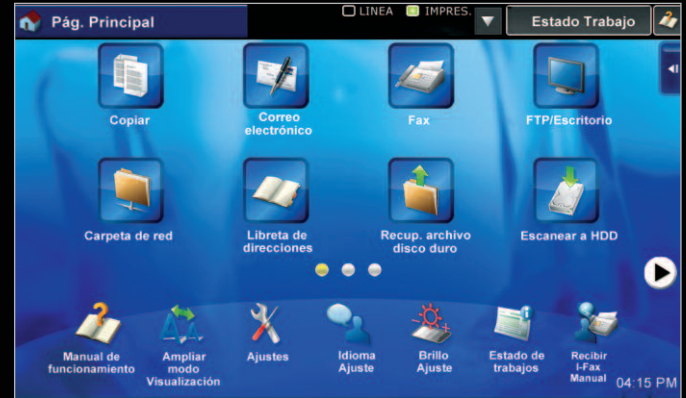 Pág. Principal
LINEA
IMPRES.
Estado Trabajo
Copiar
Correo
electrónico
Fax
FTP/Escritorio
Carpeta de red
Libreta de
direcciones
Recup. archivo
disco duro
Escanear a HDD
Manual de
funcionamiento
Ampliar
modo
Visualización
Ajustes
Idioma
Ajuste
Brillo
Ajuste
Estado de
trabajos
Recibir
I-Fax
Manual
04:15 PM